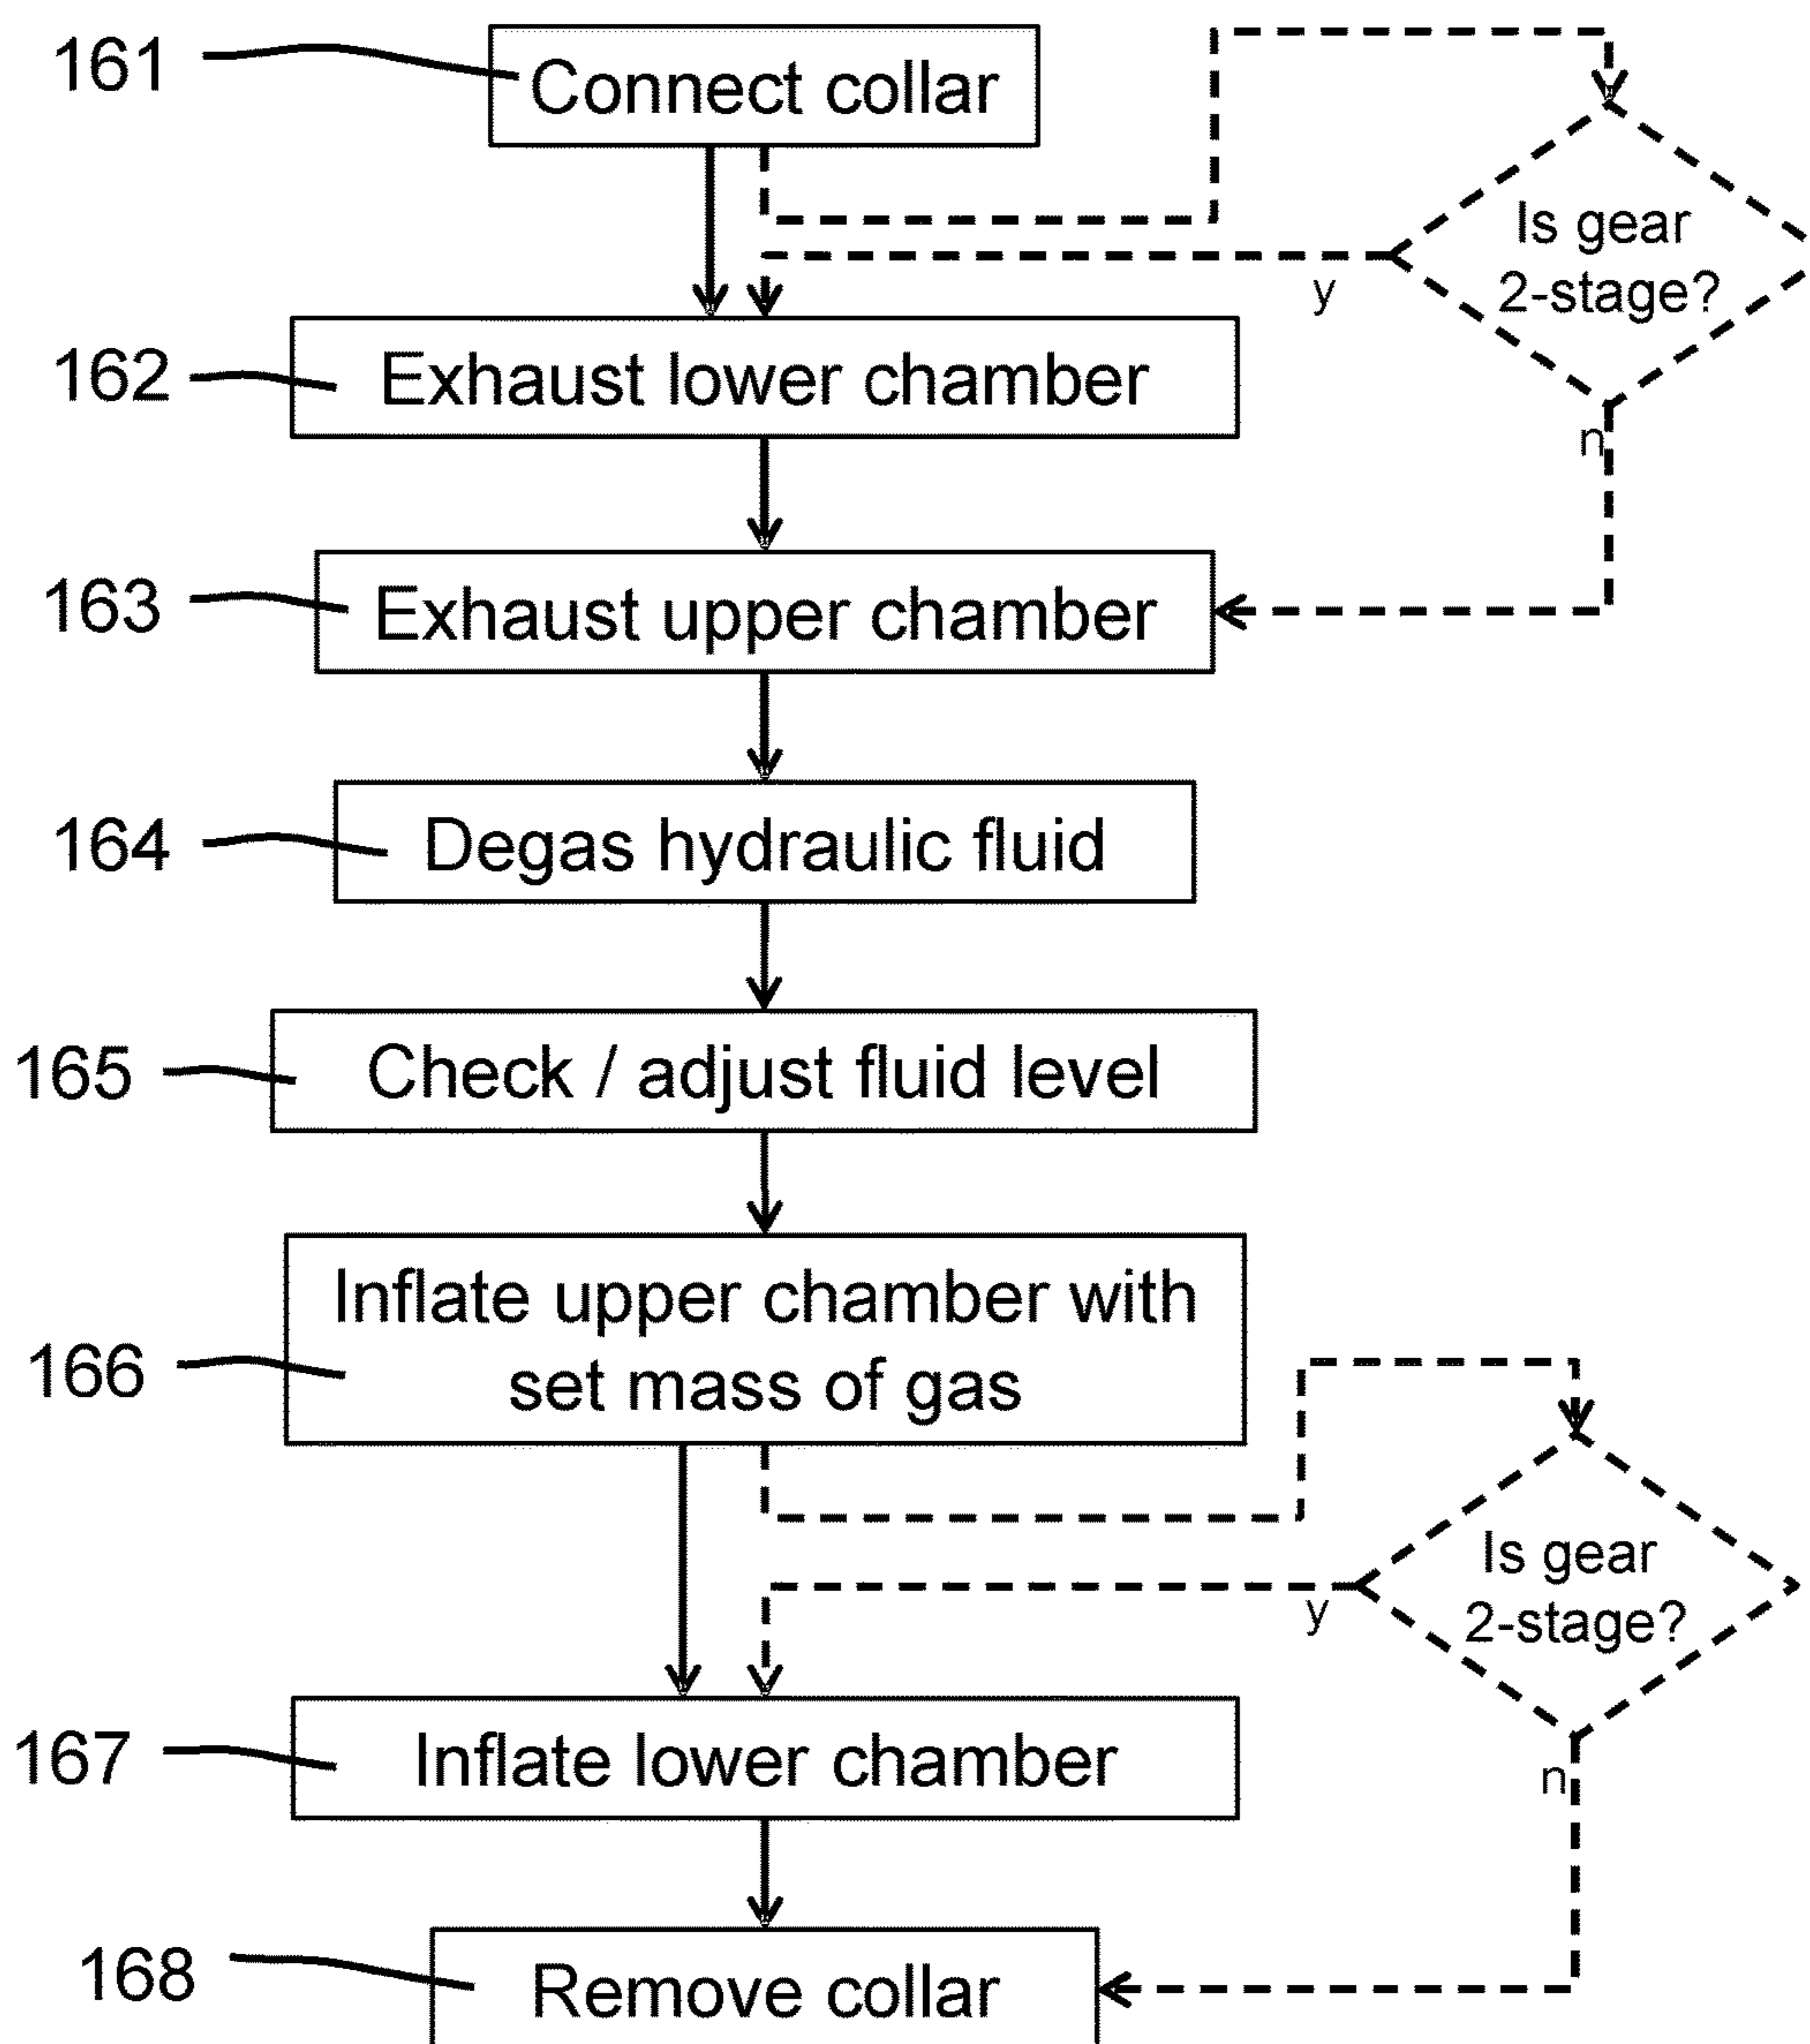 161
Connect collar
Is gear
2-stage?
y
n
162
Exhaust lower chamber
163
Exhaust upper chamber
164
Degas hydraulic fluid
165
Check / adjust fluid level
166
Inflate upper chamber with
set mass of gas
Is gear
2-stage?
y
n
167
Inflate lower chamber
168
Remove collar